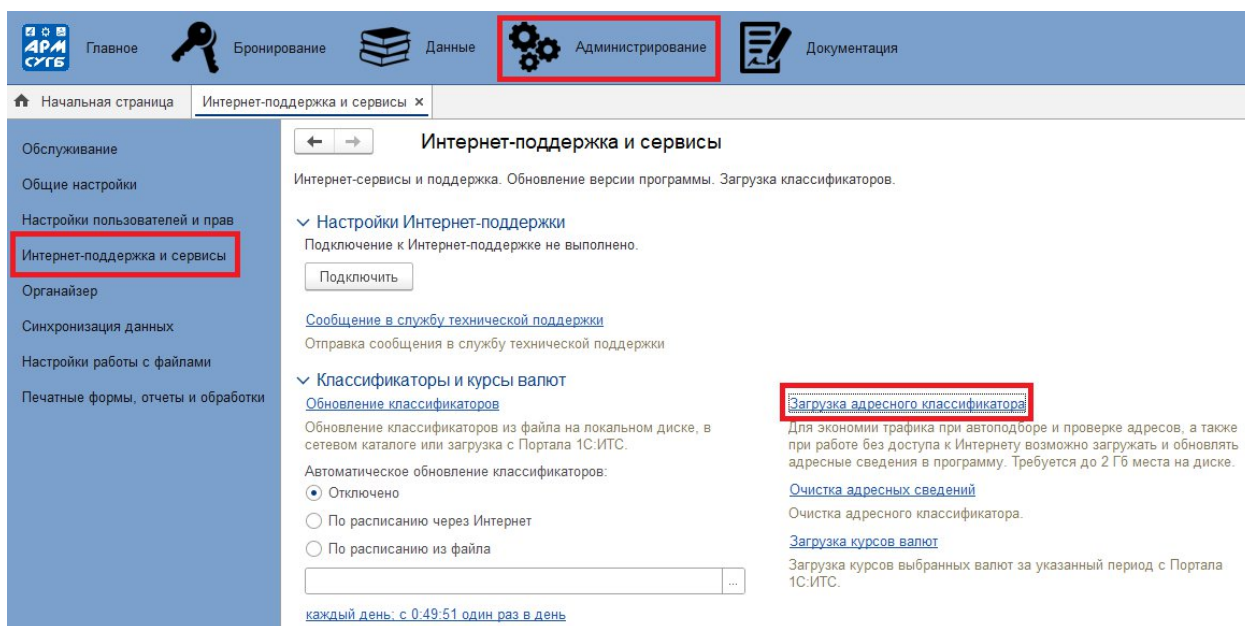 АРМ
СУГБ
Главное
Бронирование
Данные
Администрирование
Документация
Начальная страница
Интернет-поддержка и сервисы ×
Обслуживание
Общие настройки
Настройки пользователей и прав
Интернет-поддержка и сервисы
Органайзер
Синхронизация данных
Настройки работы с файлами
Печатные формы, отчеты и обработки
Интернет-поддержка и сервисы
Интернет-сервисы и поддержка. Обновление версии программы. Загрузка классификаторов.
Настройки Интернет-поддержки
Подключение к Интернет-поддержке не выполнено.
Подключить
Сообщение в службу технической поддержки
Отправка сообщения в службу технической поддержки
Классификаторы и курсы валют
Обновление классификаторов
Обновление классификаторов из файла на локальном диске, в
сетевом каталоге или загрузка с Портала 1С:ИТС.
Автоматическое обновление классификаторов:
Отключено
По расписанию через Интернет
По расписанию из файла
...
каждый день; с 0:49:51 один раз в день
Загрузка адресного классификатора
Для экономии трафика при автоподборе и проверке адресов, а также
при работе без доступа к Интернету возможно загружать и обновлять
адресные сведения в программу. Требуется до 2 Гб места на диске.
Очистка адресных сведений
Очистка адресного классификатора.
Загрузка курсов валют
Загрузка курсов выбранных валют за указанный период с Портала
1С:ИТС.